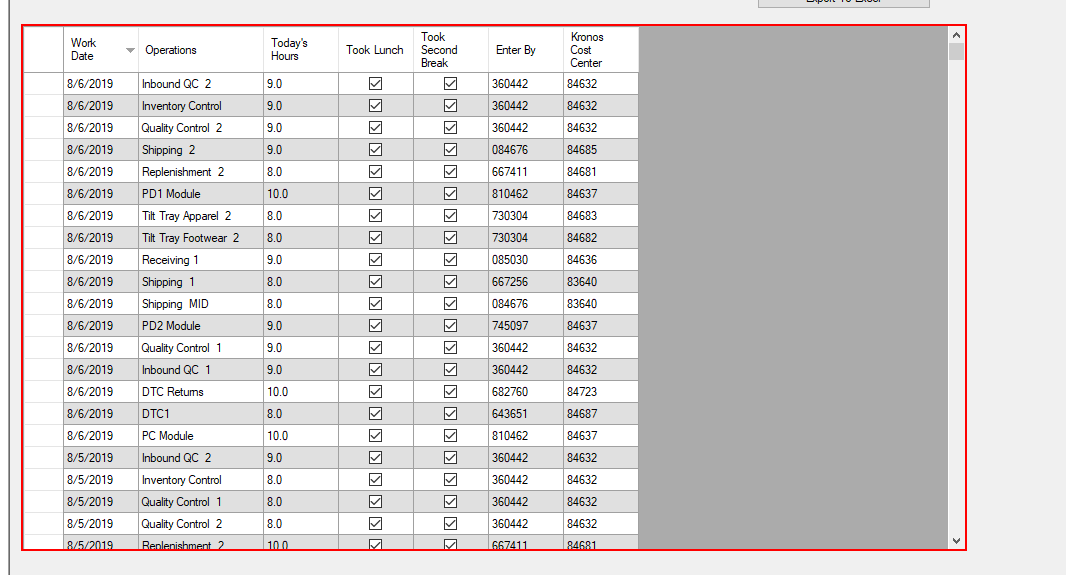 Export To Excel
Work Date Operations Today's Hours Took Lunch Took Second Break Enter By Kronos Cost Center
8/6/2019 Inbound QC 2 9.0 360442 84632
8/6/2019 Inventory Control 9.0 360442 84632
8/6/2019 Quality Control 2 9.0 360442 84632
8/6/2019 Shipping 2 9.0 084676 84685
8/6/2019 Replenishment 2 8.0 667411 84681
8/6/2019 PD1 Module 10.0 810462 84637
8/6/2019 Tilt Tray Apparel 2 8.0 730304 84683
8/6/2019 Tilt Tray Footwear 2 8.0 730304 84682
8/6/2019 Receiving 1 9.0 085030 84636
8/6/2019 Shipping 1 8.0 667256 83640
8/6/2019 Shipping MID 8.0 084676 83640
8/6/2019 PD2 Module 9.0 745097 84637
8/6/2019 Quality Control 1 9.0 360442 84632
8/6/2019 Inbound QC 1 9.0 360442 84632
8/6/2019 DTC Returns 10.0 682760 84723
8/6/2019 DTC1 8.0 643651 84687
8/6/2019 PC Module 10.0 810462 84637
8/5/2019 Inbound QC 2 9.0 360442 84632
8/5/2019 Inventory Control 8.0 360442 84632
8/5/2019 Quality Control 1 8.0 360442 84632
8/5/2019 Quality Control 2 8.0 360442 84632
8/5/2019 Replenishment 2 10.0 667411 84681